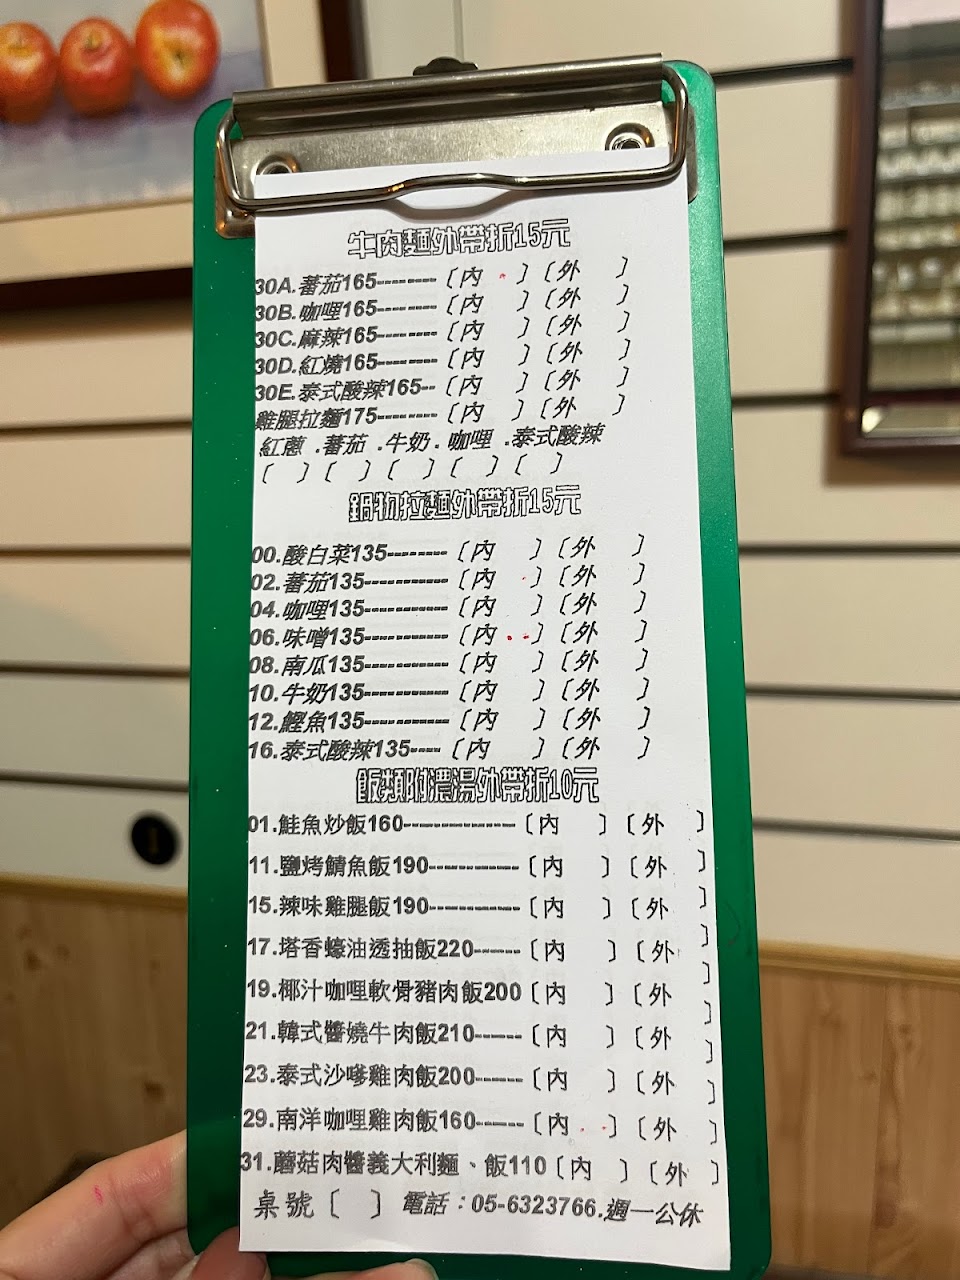 牛肉麵外帶折15元
30A.蕃茄165--------〔內　〕〔外　〕
30B.咖哩165--------〔內　〕〔外　〕
30C.麻辣165--------〔內　〕〔外　〕
30D.紅燒165--------〔內　〕〔外　〕
30E.泰式酸辣165--〔內　〕〔外　〕
雞腿拉麵175--------〔內　〕〔外　〕
紅蔥 .蕃茄 .牛奶 .咖哩 .泰式酸辣
〔　〕〔　〕〔　〕〔　〕〔　〕
鍋物拉麵外帶折15元
00.酸白菜135--------〔內　〕〔外　〕
02.蕃茄135-----------〔內　〕〔外　〕
04.咖哩135-----------〔內　〕〔外　〕
06.味噌135-----------〔內　〕〔外　〕
08.南瓜135-----------〔內　〕〔外　〕
10.牛奶135-----------〔內　〕〔外　〕
12.鰹魚135-----------〔內　〕〔外　〕
16.泰式酸辣135----〔內　〕〔外　〕
飯類附濃湯外帶折10元
01.鮭魚炒飯160---------------〔內　〕〔外　〕
11.鹽烤鯖魚飯190------------〔內　〕〔外　〕
15.辣味雞腿飯190------------〔內　〕〔外　〕
17.塔香蠔油透抽飯220------〔內　〕〔外　〕
19.椰汁咖哩軟骨豬肉飯200〔內　〕〔外　〕
21.韓式醬燒牛肉飯210------〔內　〕〔外　〕
23.泰式沙嗲雞肉飯200------〔內　〕〔外　〕
29.南洋咖哩雞肉飯160------〔內　〕〔外　〕
31.蘑菇肉醬義大利麵、飯110〔內　〕〔外　〕
桌號〔　〕電話：05-6323766.週一公休